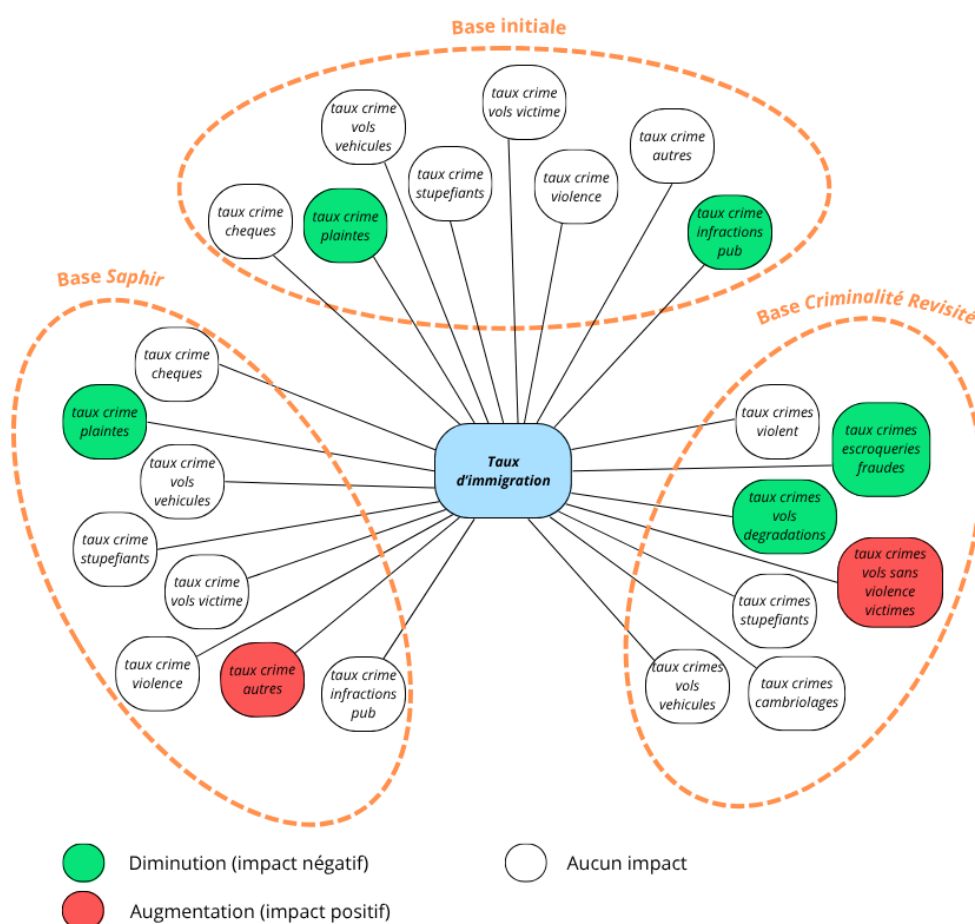 Base initiale
taux crime
vols
vehicules
taux crime
vols victime
taux crime
autres
taux crime
stupefiants
taux crime
violence
taux crime
cheques
taux crime
plaintes
taux crime
infractions
pub
Base Saphir
taux crime
cheques
taux crime
plaintes
taux crime
vols
vehicules
taux crime
stupefiants
taux crime
vols victime
taux crime
violence
taux crime
autres
taux crime
infractions
pub
Taux
d'immigration
Base Criminalité Revisité
taux crimes
violent
taux crimes
escroqueries
fraudes
taux crimes
vols
degradations
taux crimes
vols sans
violence
victimes
taux crimes
stupefiants
taux crimes
vols
vehicules
taux crimes
cambriolages
Diminution (impact négatif)
Aucun impact
Augmentation (impact positif)